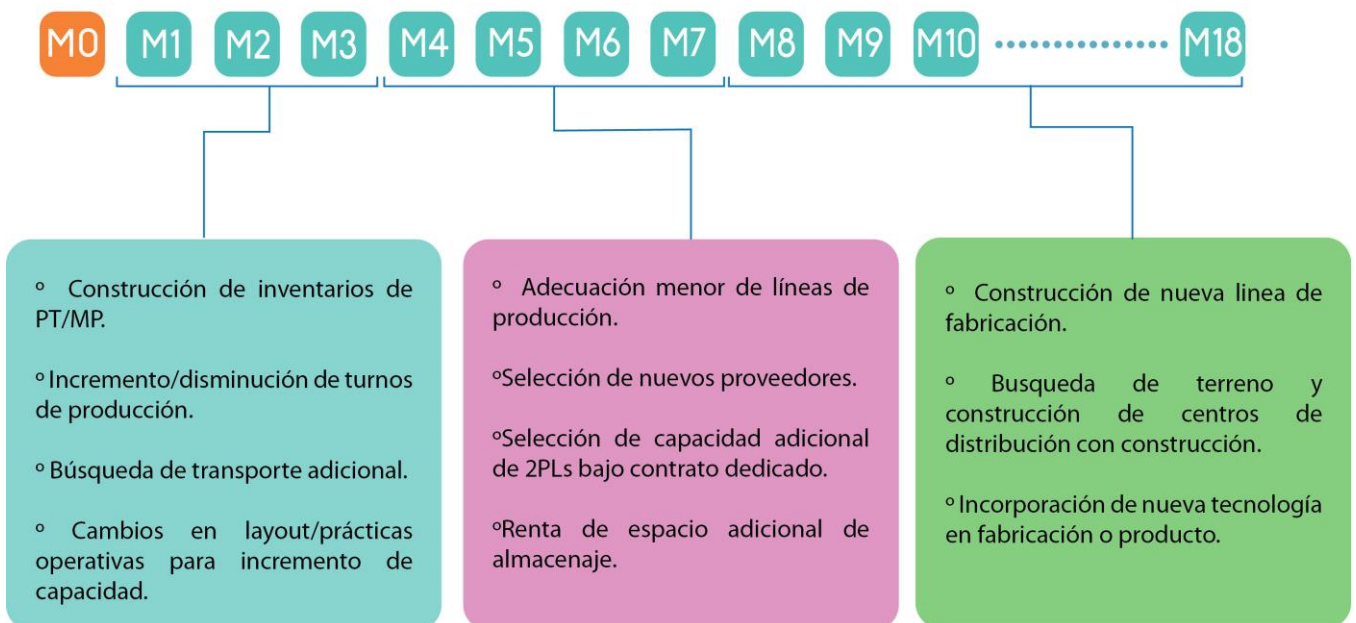 M0 M1 M2 M3 M4 M5 M6 M7 M8 M9 M10 M18
º Construcción de inventarios de
PT/MP.
º Incremento/disminución de turnos
de producción.
º Búsqueda de transporte adicional.
º Cambios en layout/prácticas
operativas para incremento de
capacidad.
º Adecuación menor de líneas de
producción.
ºSelección de nuevos proveedores.
ºSelección de capacidad adicional
de 2PLs bajo contrato dedicado.
ºRenta de espacio adicional de
almacenaje.
º Construcción de nueva linea de
fabricación.
º Busqueda de terreno y
construcción de centros de
distribución con construcción.
º Incorporación de nueva tecnología
en fabricación o producto.